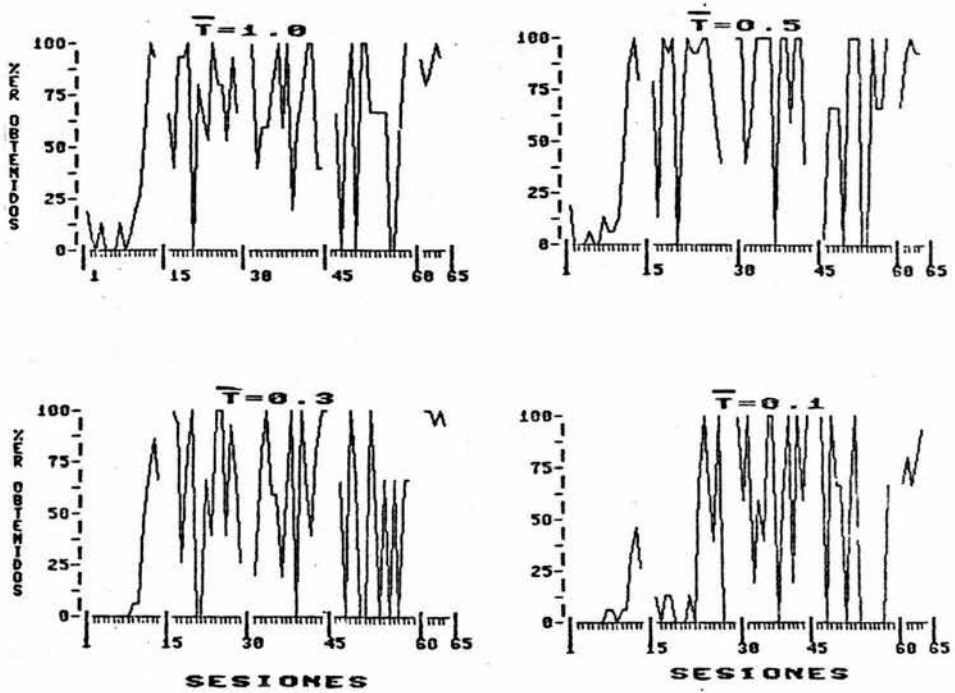 T=1.0
%ER OBTENIDOS
100-
75-
50-
25-
0-
1 15 30 45 60 65
T=0.5
100-
75-
50-
25-
0-
1 15 30 45 60 65
T=0.3
%ER OBTENIDOS
100-
75-
50-
25-
0-
1 15 30 45 60 65
SESIONES
T=0.1
100-
75-
50-
25-
0-
1 15 30 45 60 65
SESIONES